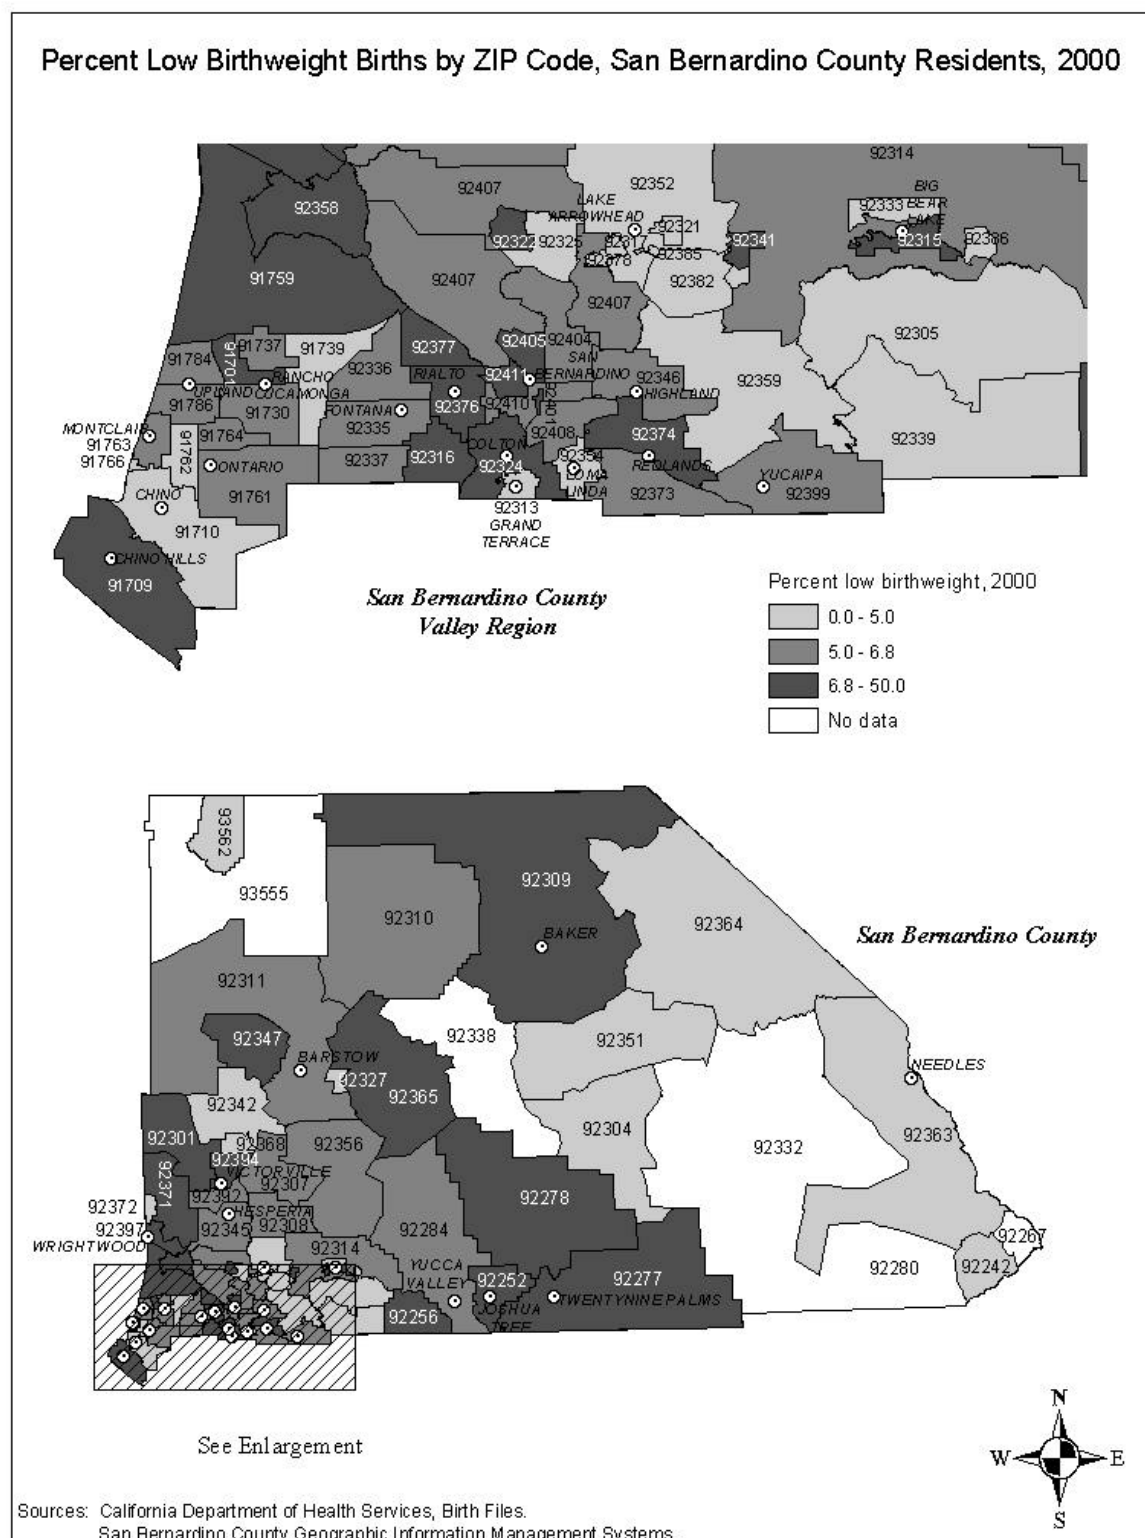 Percent Low Birthweight Births by ZIP Code, San Bernardino County Residents, 2000
92314
92407
92352
BIG
BEAR
LAKE
92358
LAKE
ARROWHEAD
92333
92321
92322
92325
92317
92341
92315
92386
92378
92385
91759
92407
92382
92407
92305
91784
91701
91737
91739
92377
92405
92404
92336
SAN
BERNARDINO
RANCHO
CUCAMONGA
RIALTO
92411
92346
92359
UPLAND
91786
91730
FONTANA
92376
92410
92401
HIGHLAND
MONTCLAIR
91763
91766
91764
91762
92335
COLTON
92408
92374
92339
ONTARIO
92337
92316
92324
92354
LOMA
LINDA
REDLANDS
YUCAIPA
CHINO
91761
92373
92399
92313
GRAND
TERRACE
91710
CHINO HILLS
91709
San Bernardino County
Valley Region
Percent low birthweight, 2000
0.0 - 5.0
5.0 - 6.8
6.8 - 50.0
No data
93562
93555
92309
92310
92364
BAKER
San Bernardino County
92311
92347
92338
92351
BARSTOW
92327
NEEDLES
92342
92365
92301
92368
92356
92304
92363
92332
92394
VICTORVILLE
92371
92392
92307
92278
92372
92397
HESPERIA
92345
92308
92284
WRIGHTWOOD
92314
92267
YUCCA
VALLEY
92252
92277
92280
92242
92256
JOSHUA
TREE
TWENTYNINE PALMS
See Enlargement
N
W
E
S
Sources: California Department of Health Services, Birth Files.
San Bernardino County Geographic Information Management Systems.